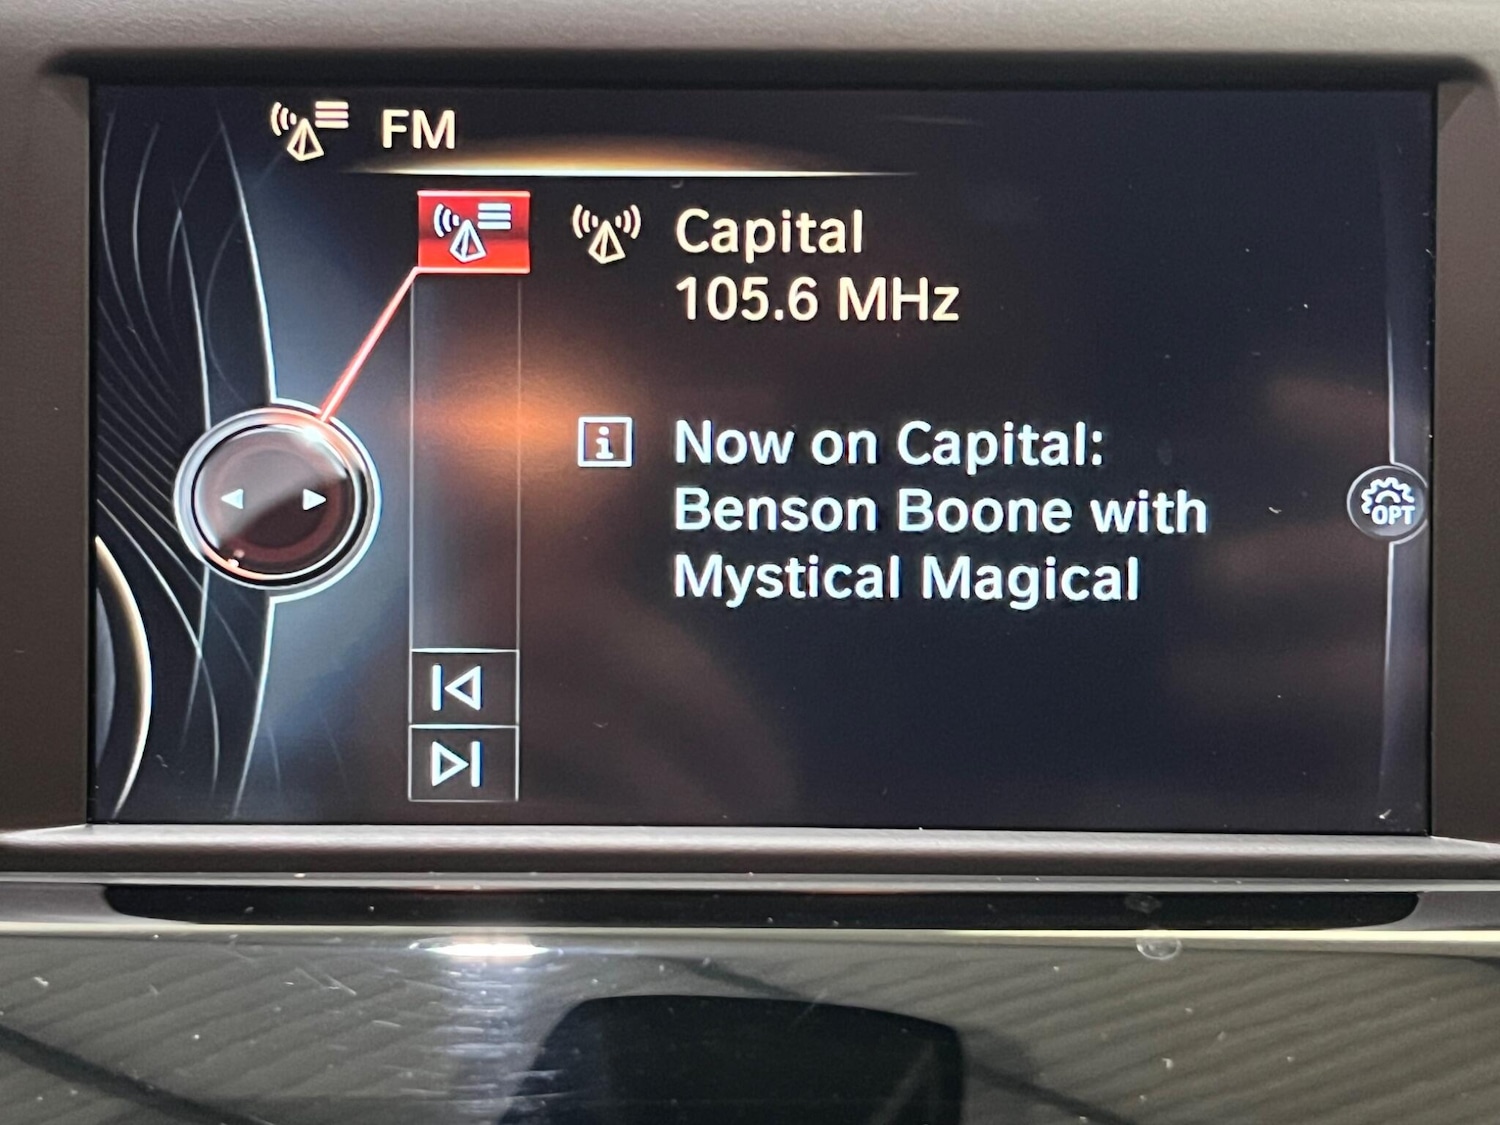 FM
Capital
105.6 MHz
i
Now on Capital:
Benson Boone with
Mystical Magical
OPT